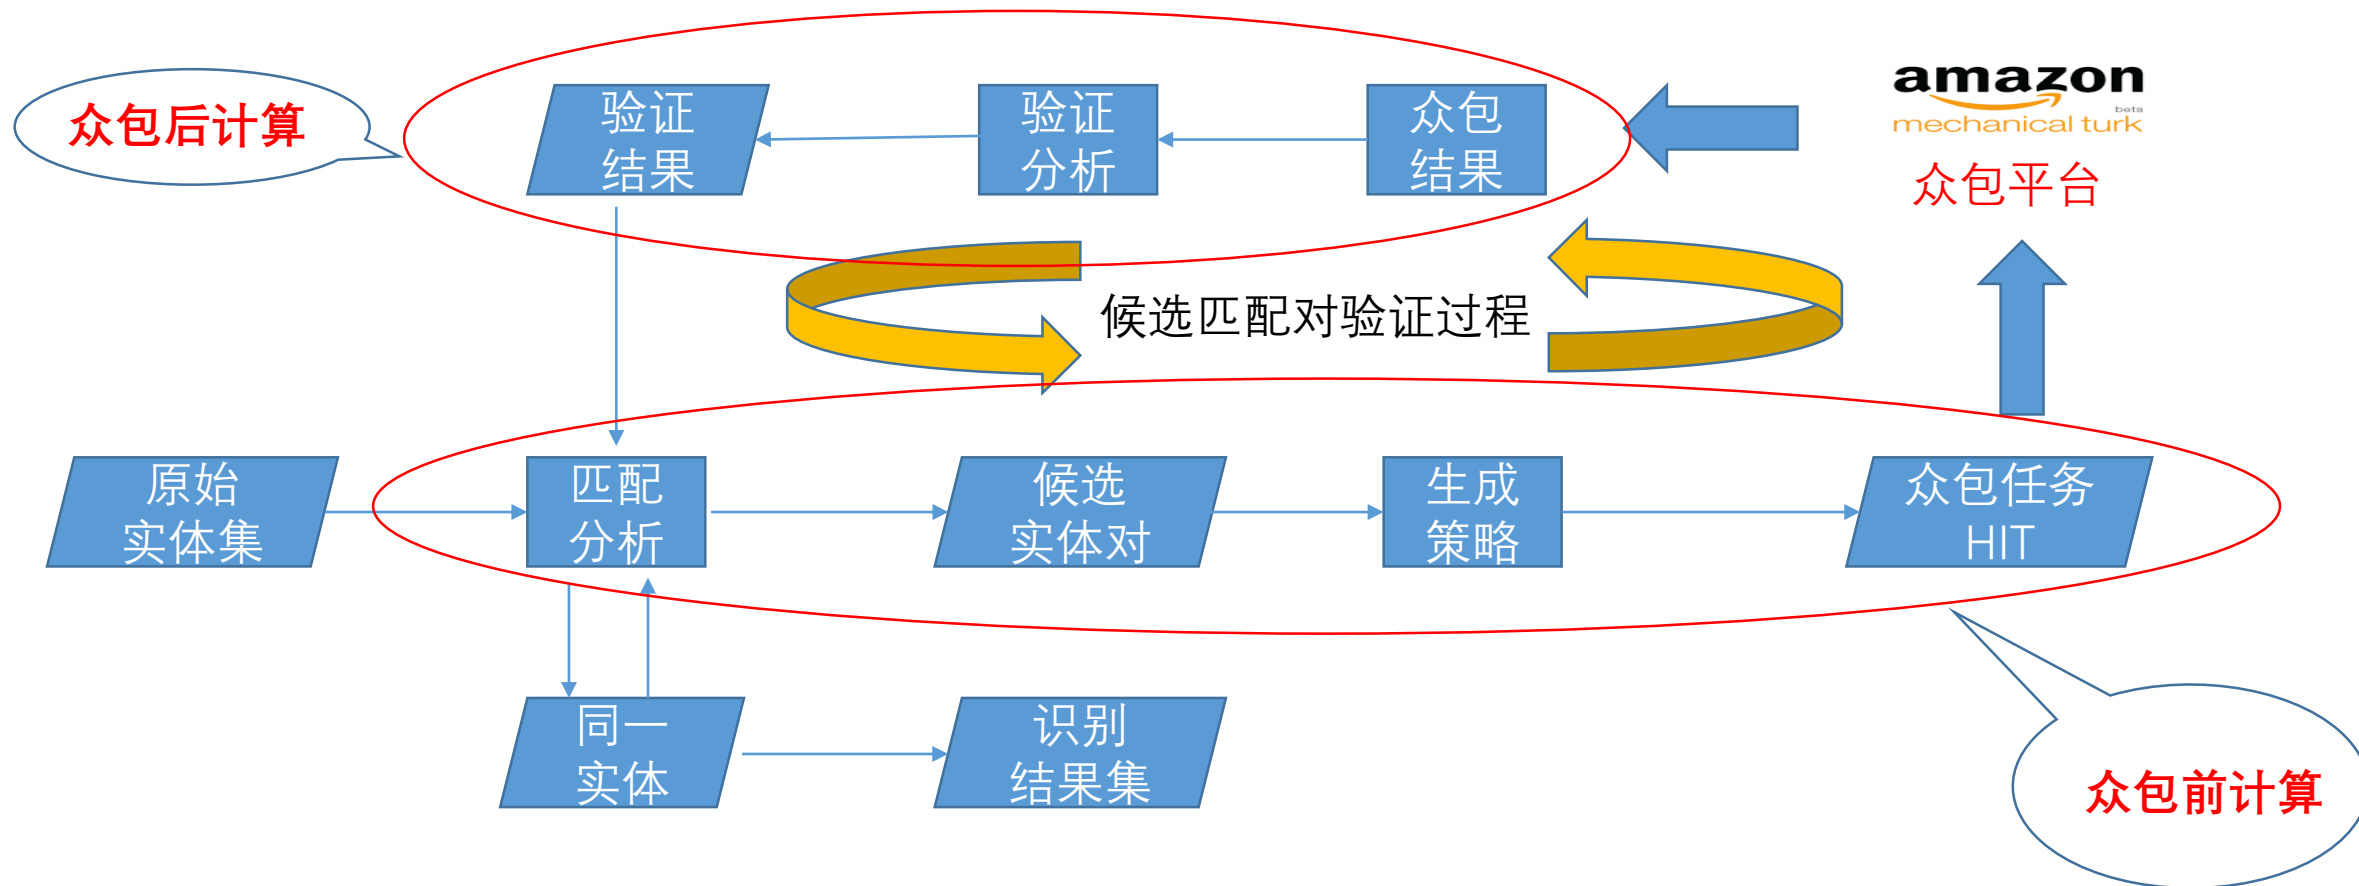 众包后计算
验证
结果
验证
分析
众包
结果
amazon
beta
mechanical turk
众包平台
候选匹配对验证过程
原始
实体集
匹配
分析
候选
实体对
生成
策略
众包任务
HIT
同一
实体
识别
结果集
众包前计算